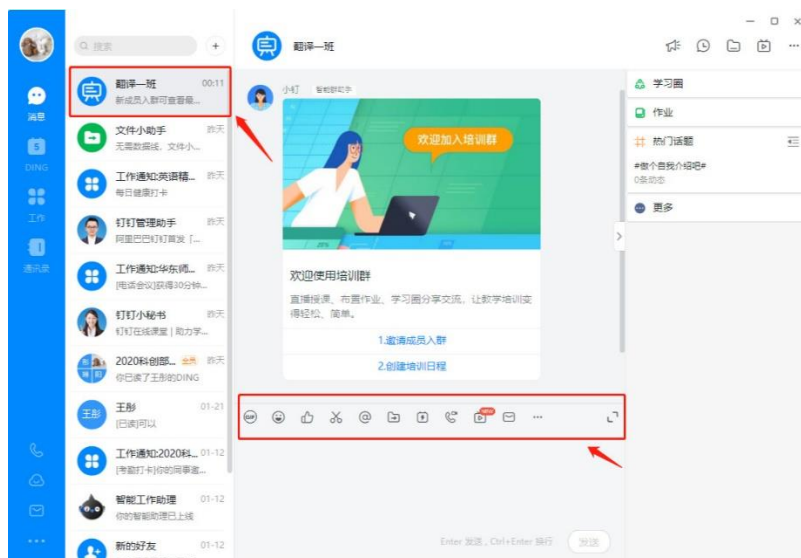 搜索
翻译一班
消息
DING
工作
通讯录
翻译一班 00:11
新成员入群可查看最...
文件小助手 昨天
无需数据线，文件小...
工作通知:英语精... 昨天
每日健康打卡
钉钉管理助手 昨天
阿里巴巴钉钉首发「...
工作通知:华东师... 昨天
[电话会议]获得30分钟...
钉钉小秘书 昨天
钉钉在线课堂 | 助力学...
2020科创部... 全员 昨天
你已读了王彤的DING
王彤 01-21
[已读]可以
工作通知:2020科... 01-12
[考勤打卡]你的同事邀...
智能工作助理 01-12
你的智能助理已上线
新的好友 01-12
小钉 智能群助手
欢迎加入培训群
欢迎使用培训群
直播授课、布置作业、学习圈分享交流，让教学培训变
得轻松、简单。
1.邀请成员入群
2.创建培训日程
GIF
NEW
Enter 发送，Ctrl+Enter 换行
发送
学习圈
作业
热门话题
#做个自我介绍吧#
0条动态
更多